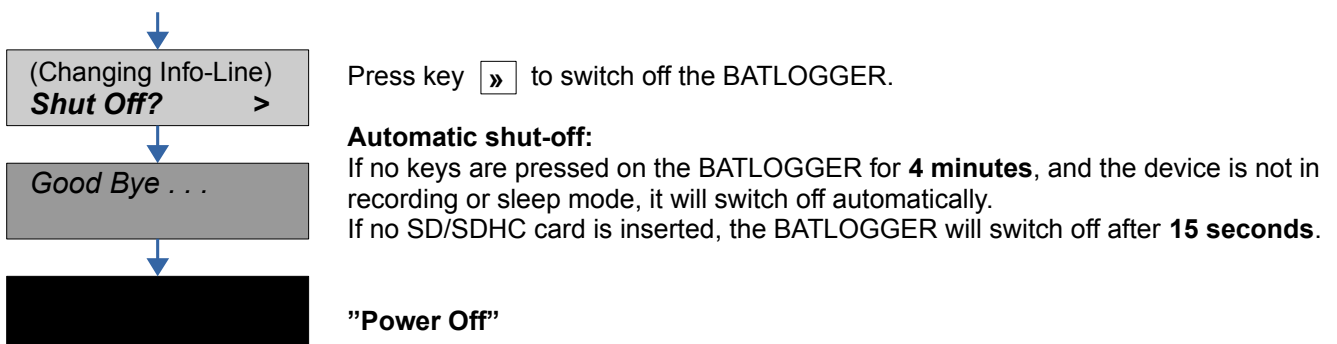 (Changing Info-Line)
Shut Off? >
Press key » to switch off the BATLOGGER.
Automatic shut-off:
If no keys are pressed on the BATLOGGER for 4 minutes, and the device is not in
recording or sleep mode, it will switch off automatically.
If no SD/SDHC card is inserted, the BATLOGGER will switch off after 15 seconds.
Good Bye . . .
”Power Off”